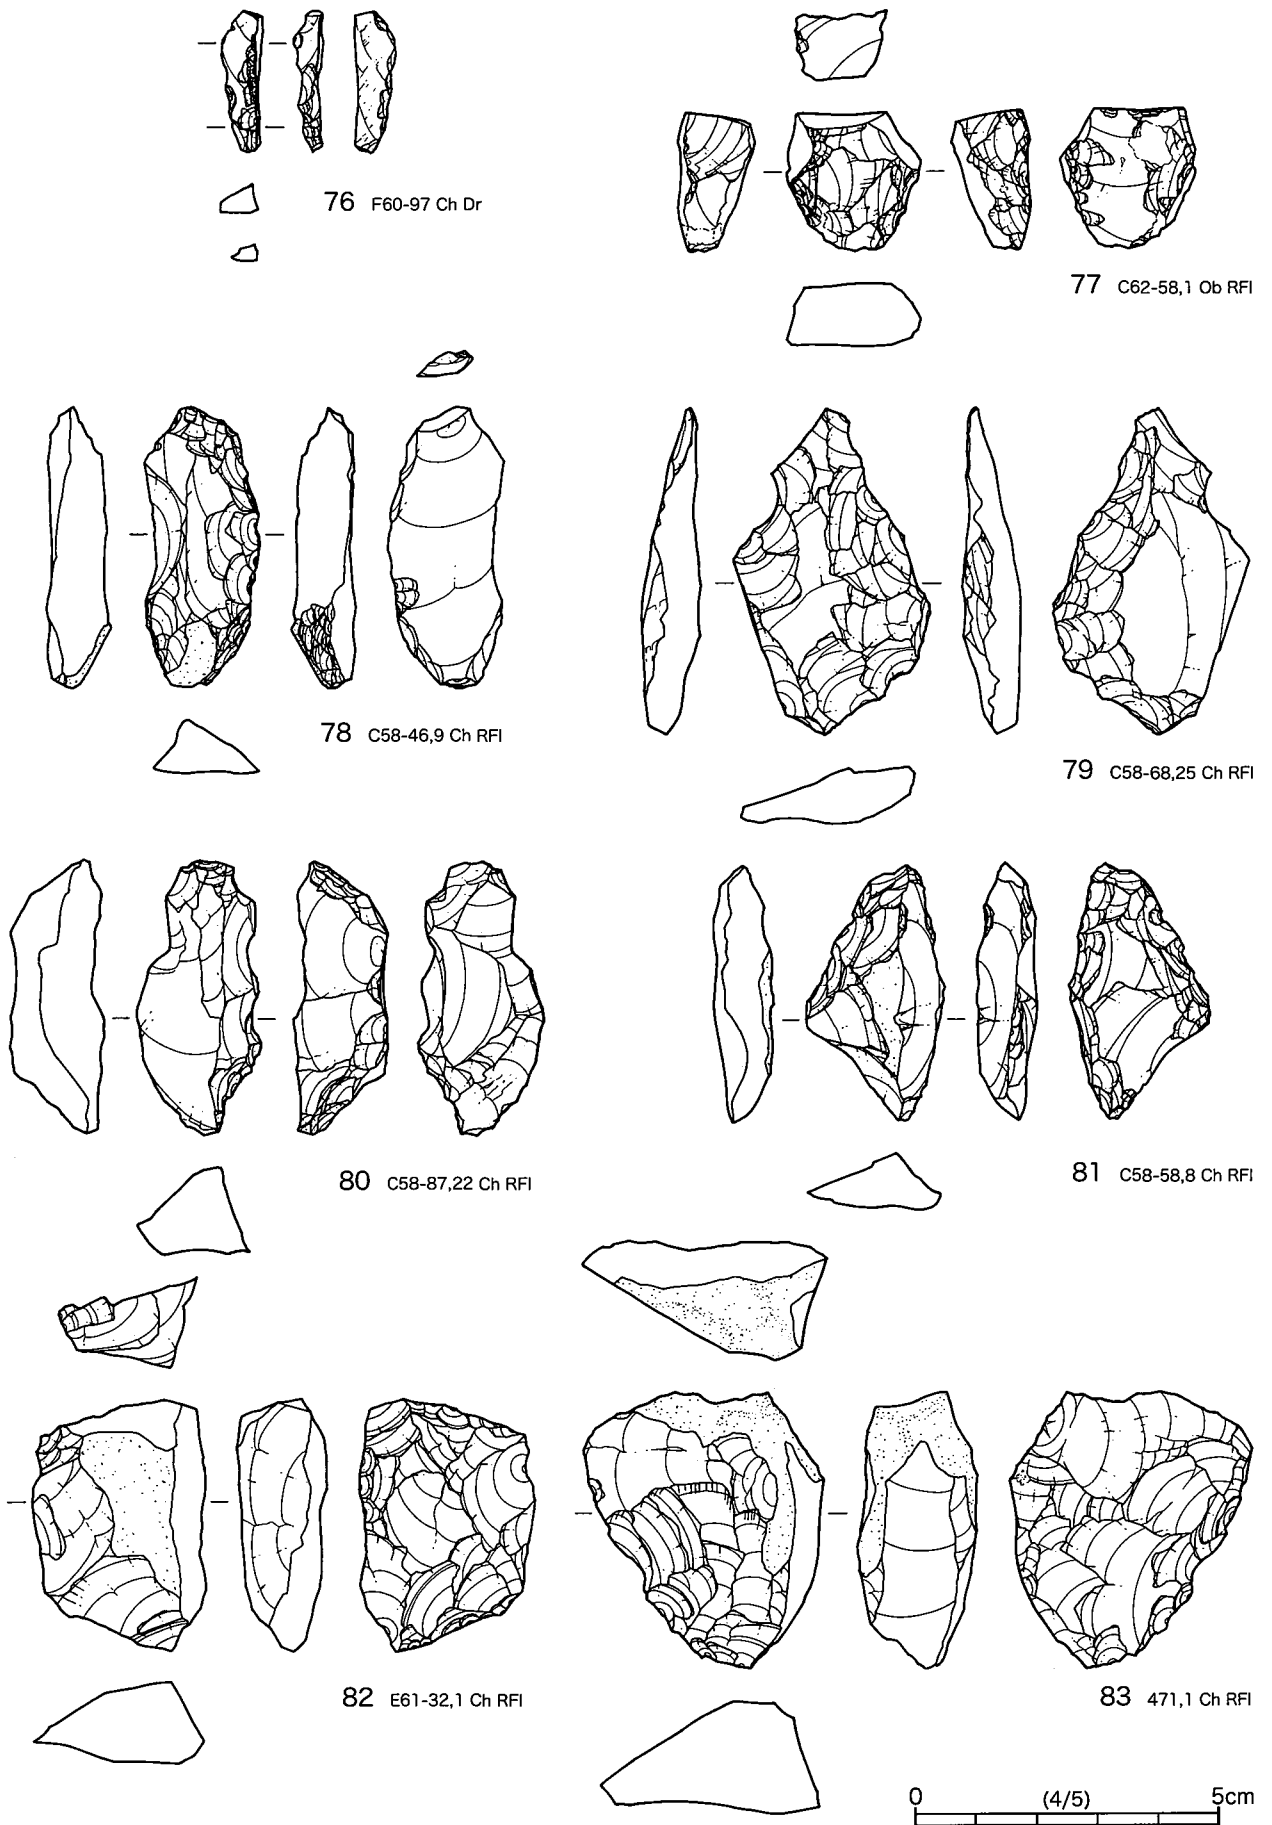 76 F60-97 Ch Dr
77 C62-58,1 Ob RFl
78 C58-46,9 Ch RFl
79 C58-68,25 Ch RFl
80 C58-87,22 Ch RFl
81 C58-58,8 Ch RFl
82 E61-32,1 Ch RFl
83 471,1 Ch RFl
0 (4/5) 5cm